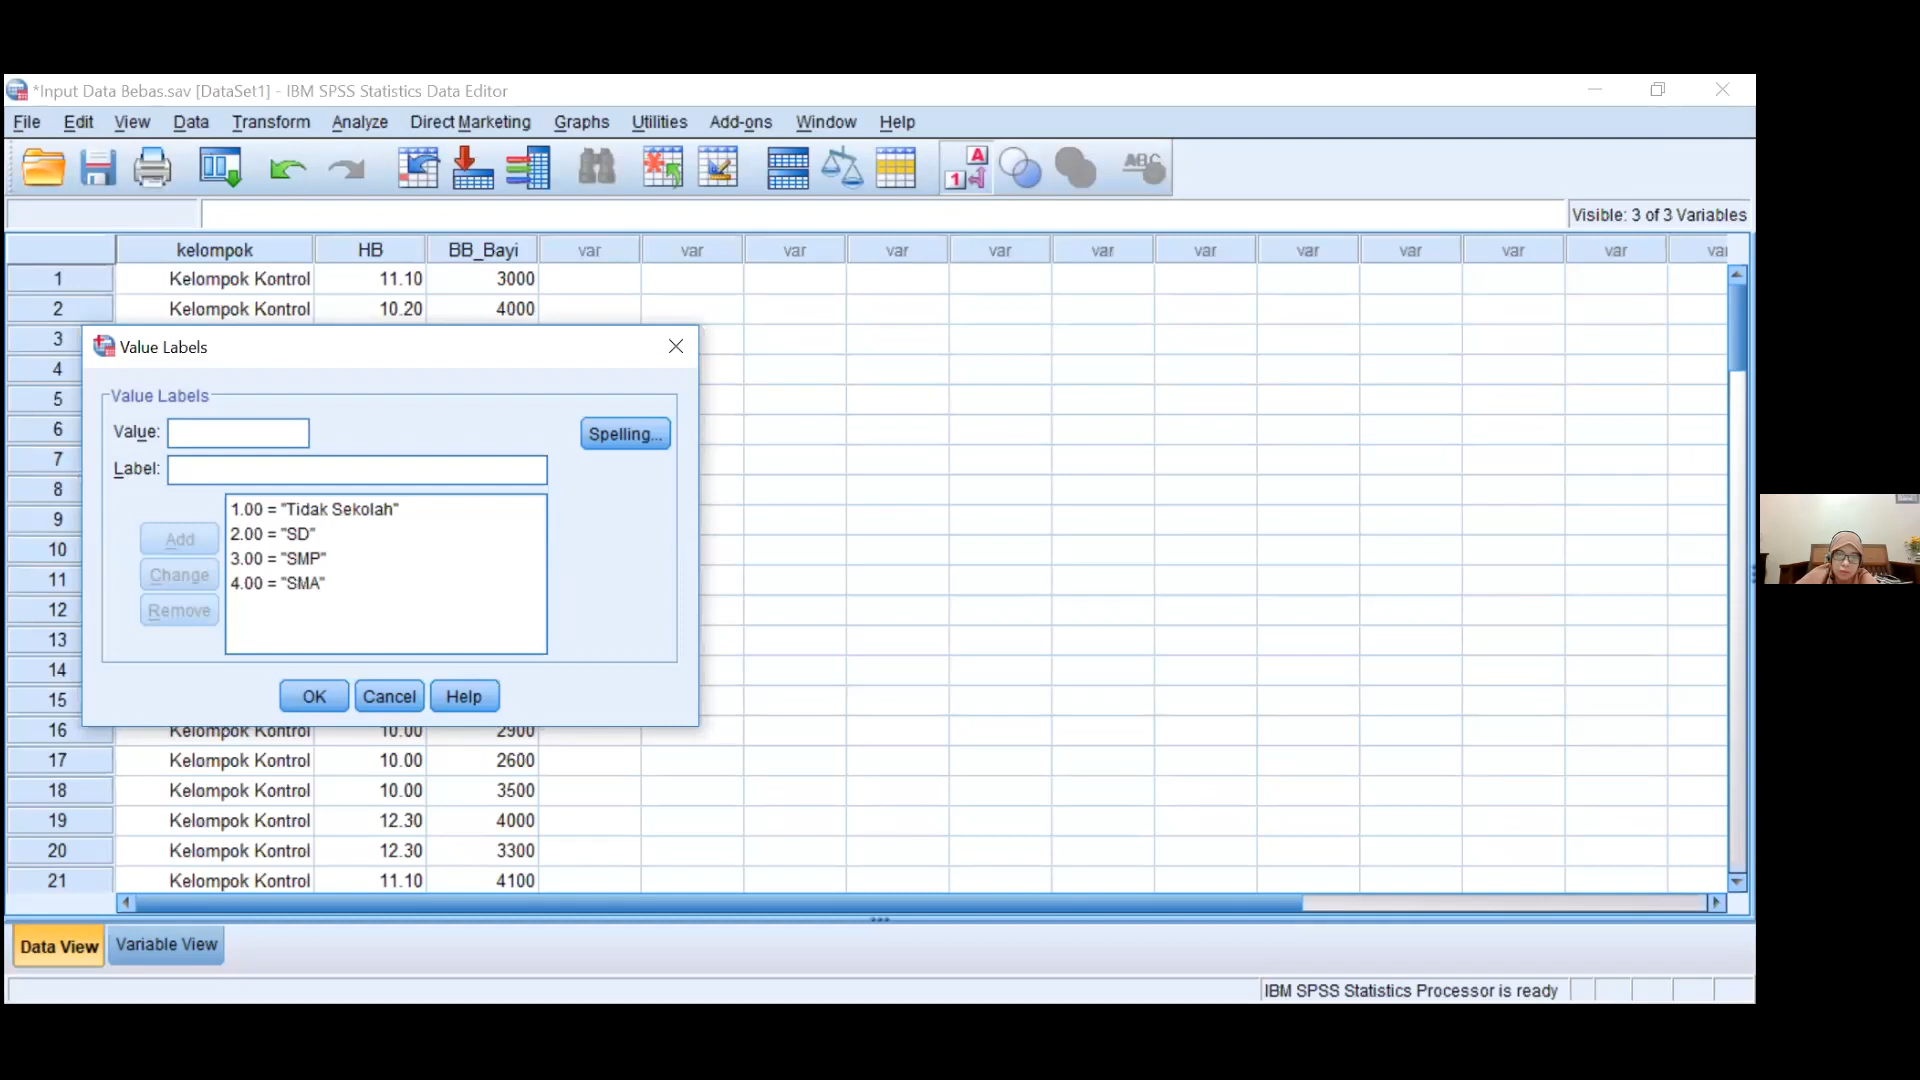 *Input Data Bebas.sav [DataSet1] - IBM SPSS Statistics Data Editor
File Edit View Data Transform Analyze Direct Marketing Graphs Utilities Add-ons Window Help
A
1
ABC
Visible: 3 of 3 Variables
kelompok HB BB_Bayi var var var var var var var var var var var var
1 Kelompok Kontrol 11.10 3000
2 Kelompok Kontrol 10.20 4000
3
4
5
6
7
8
9
10
11
12
13
14
15
Value Labels
Value Labels
Value:
Spelling...
Label:
1.00 = "Tidak Sekolah"
2.00 = "SD"
3.00 = "SMP"
4.00 = "SMA"
Add
Change
Remove
OK Cancel Help
16 Kelompok Kontrol 10.00 2900
17 Kelompok Kontrol 10.00 2600
18 Kelompok Kontrol 10.00 3500
19 Kelompok Kontrol 12.30 4000
20 Kelompok Kontrol 12.30 3300
21 Kelompok Kontrol 11.10 4100
Data View Variable View
IBM SPSS Statistics Processor is ready